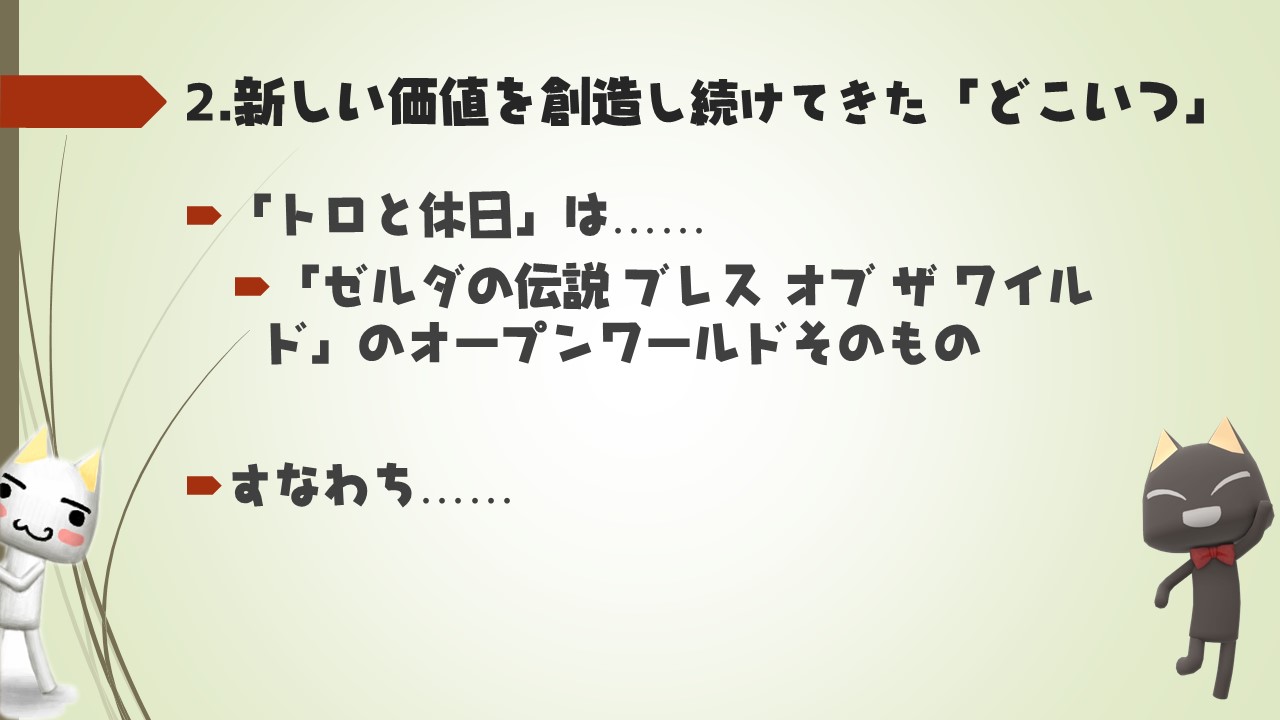 2.新しい価値を創造し続けてきた「どこいつ」
「トロと休日」は……
「ゼルダの伝説 ブレス オブ ザ ワイル
ド」のオープンワールドそのもの
すなわち……